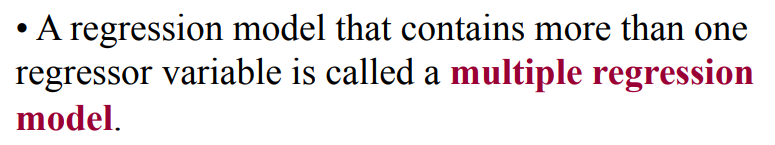 • A regression model that contains more than one
regressor variable is called a multiple regression
model.